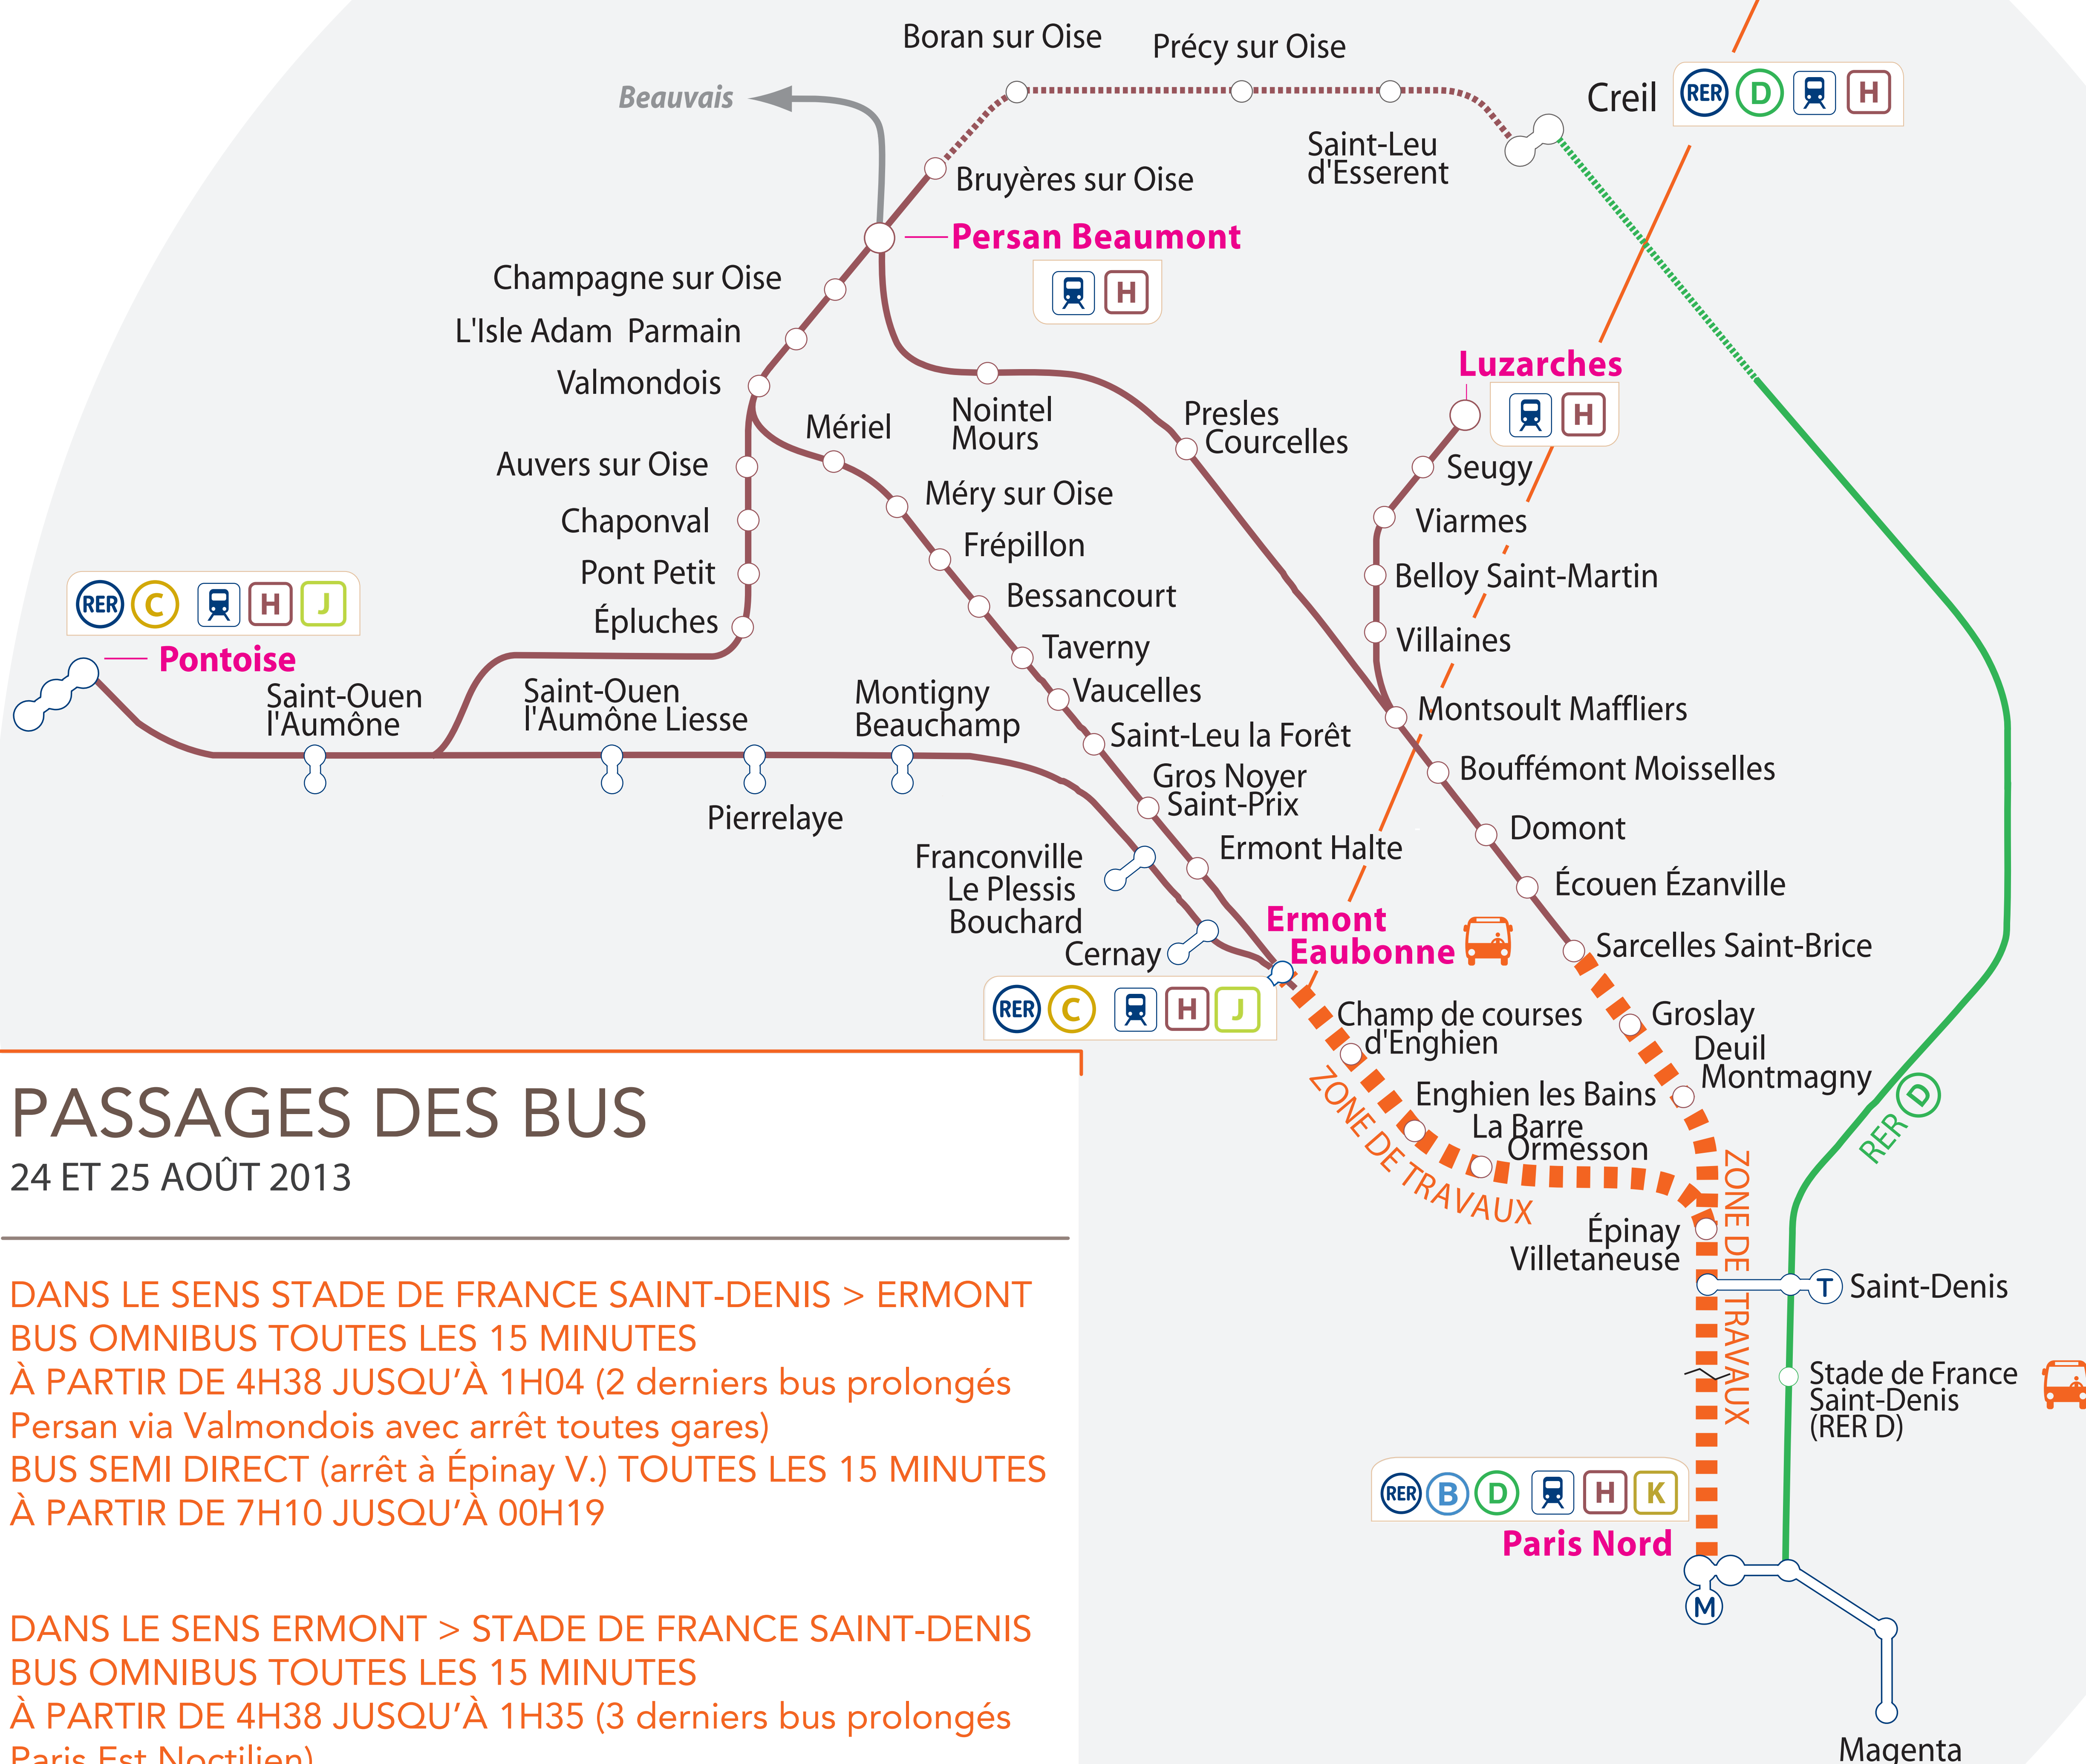 Boran sur Oise
Précy sur Oise
Beauvais
Creil
RER D H
Saint-Leu
d'Esserent
Bruyères sur Oise
Persan Beaumont
H
Champagne sur Oise
L'Isle Adam Parmain
Valmondois
Luzarches
H
Nointel
Mours
Presles
Courcelles
Mériel
Auvers sur Oise
Seugy
Méry sur Oise
Chaponval
Viarmes
Frépillon
Pont Petit
Belloy Saint-Martin
Bessancourt
RER C H J
Épluches
Villaines
Taverny
Pontoise
Saint-Ouen
l'Aumône
Saint-Ouen
l'Aumône Liesse
Montigny
Beauchamp
Vaucelles
Montsoult Maffliers
Saint-Leu la Forêt
Bouffémont Moisselles
Gros Noyer
Saint-Prix
Pierrelaye
Domont
Ermont Halte
Franconville
Le Plessis
Bouchard
Écouen Ézanville
Ermont
Eaubonne
Cernay
Sarcelles Saint-Brice
RER C H J
Champ de courses
d'Enghien
Groslay
Deuil
Montmagny
Enghien les Bains
La Barre
Ormesson
ZONE DE TRAVAUX
ZONE DE TRAVAUX
RER D
Épinay
Villetaneuse
T Saint-Denis
Stade de France
Saint-Denis
(RER D)
RER B D H K
Paris Nord
M
Magenta
PASSAGES DES BUS
24 ET 25 AOÛT 2013
DANS LE SENS STADE DE FRANCE SAINT-DENIS > ERMONT
BUS OMNIBUS TOUTES LES 15 MINUTES
À PARTIR DE 4H38 JUSQU'À 1H04 (2 derniers bus prolongés
Persan via Valmondois avec arrêt toutes gares)
BUS SEMI DIRECT (arrêt à Épinay V.) TOUTES LES 15 MINUTES
À PARTIR DE 7H10 JUSQU'À 00H19
DANS LE SENS ERMONT > STADE DE FRANCE SAINT-DENIS
BUS OMNIBUS TOUTES LES 15 MINUTES
À PARTIR DE 4H38 JUSQU'À 1H35 (3 derniers bus prolongés
Paris Est Noctilien)